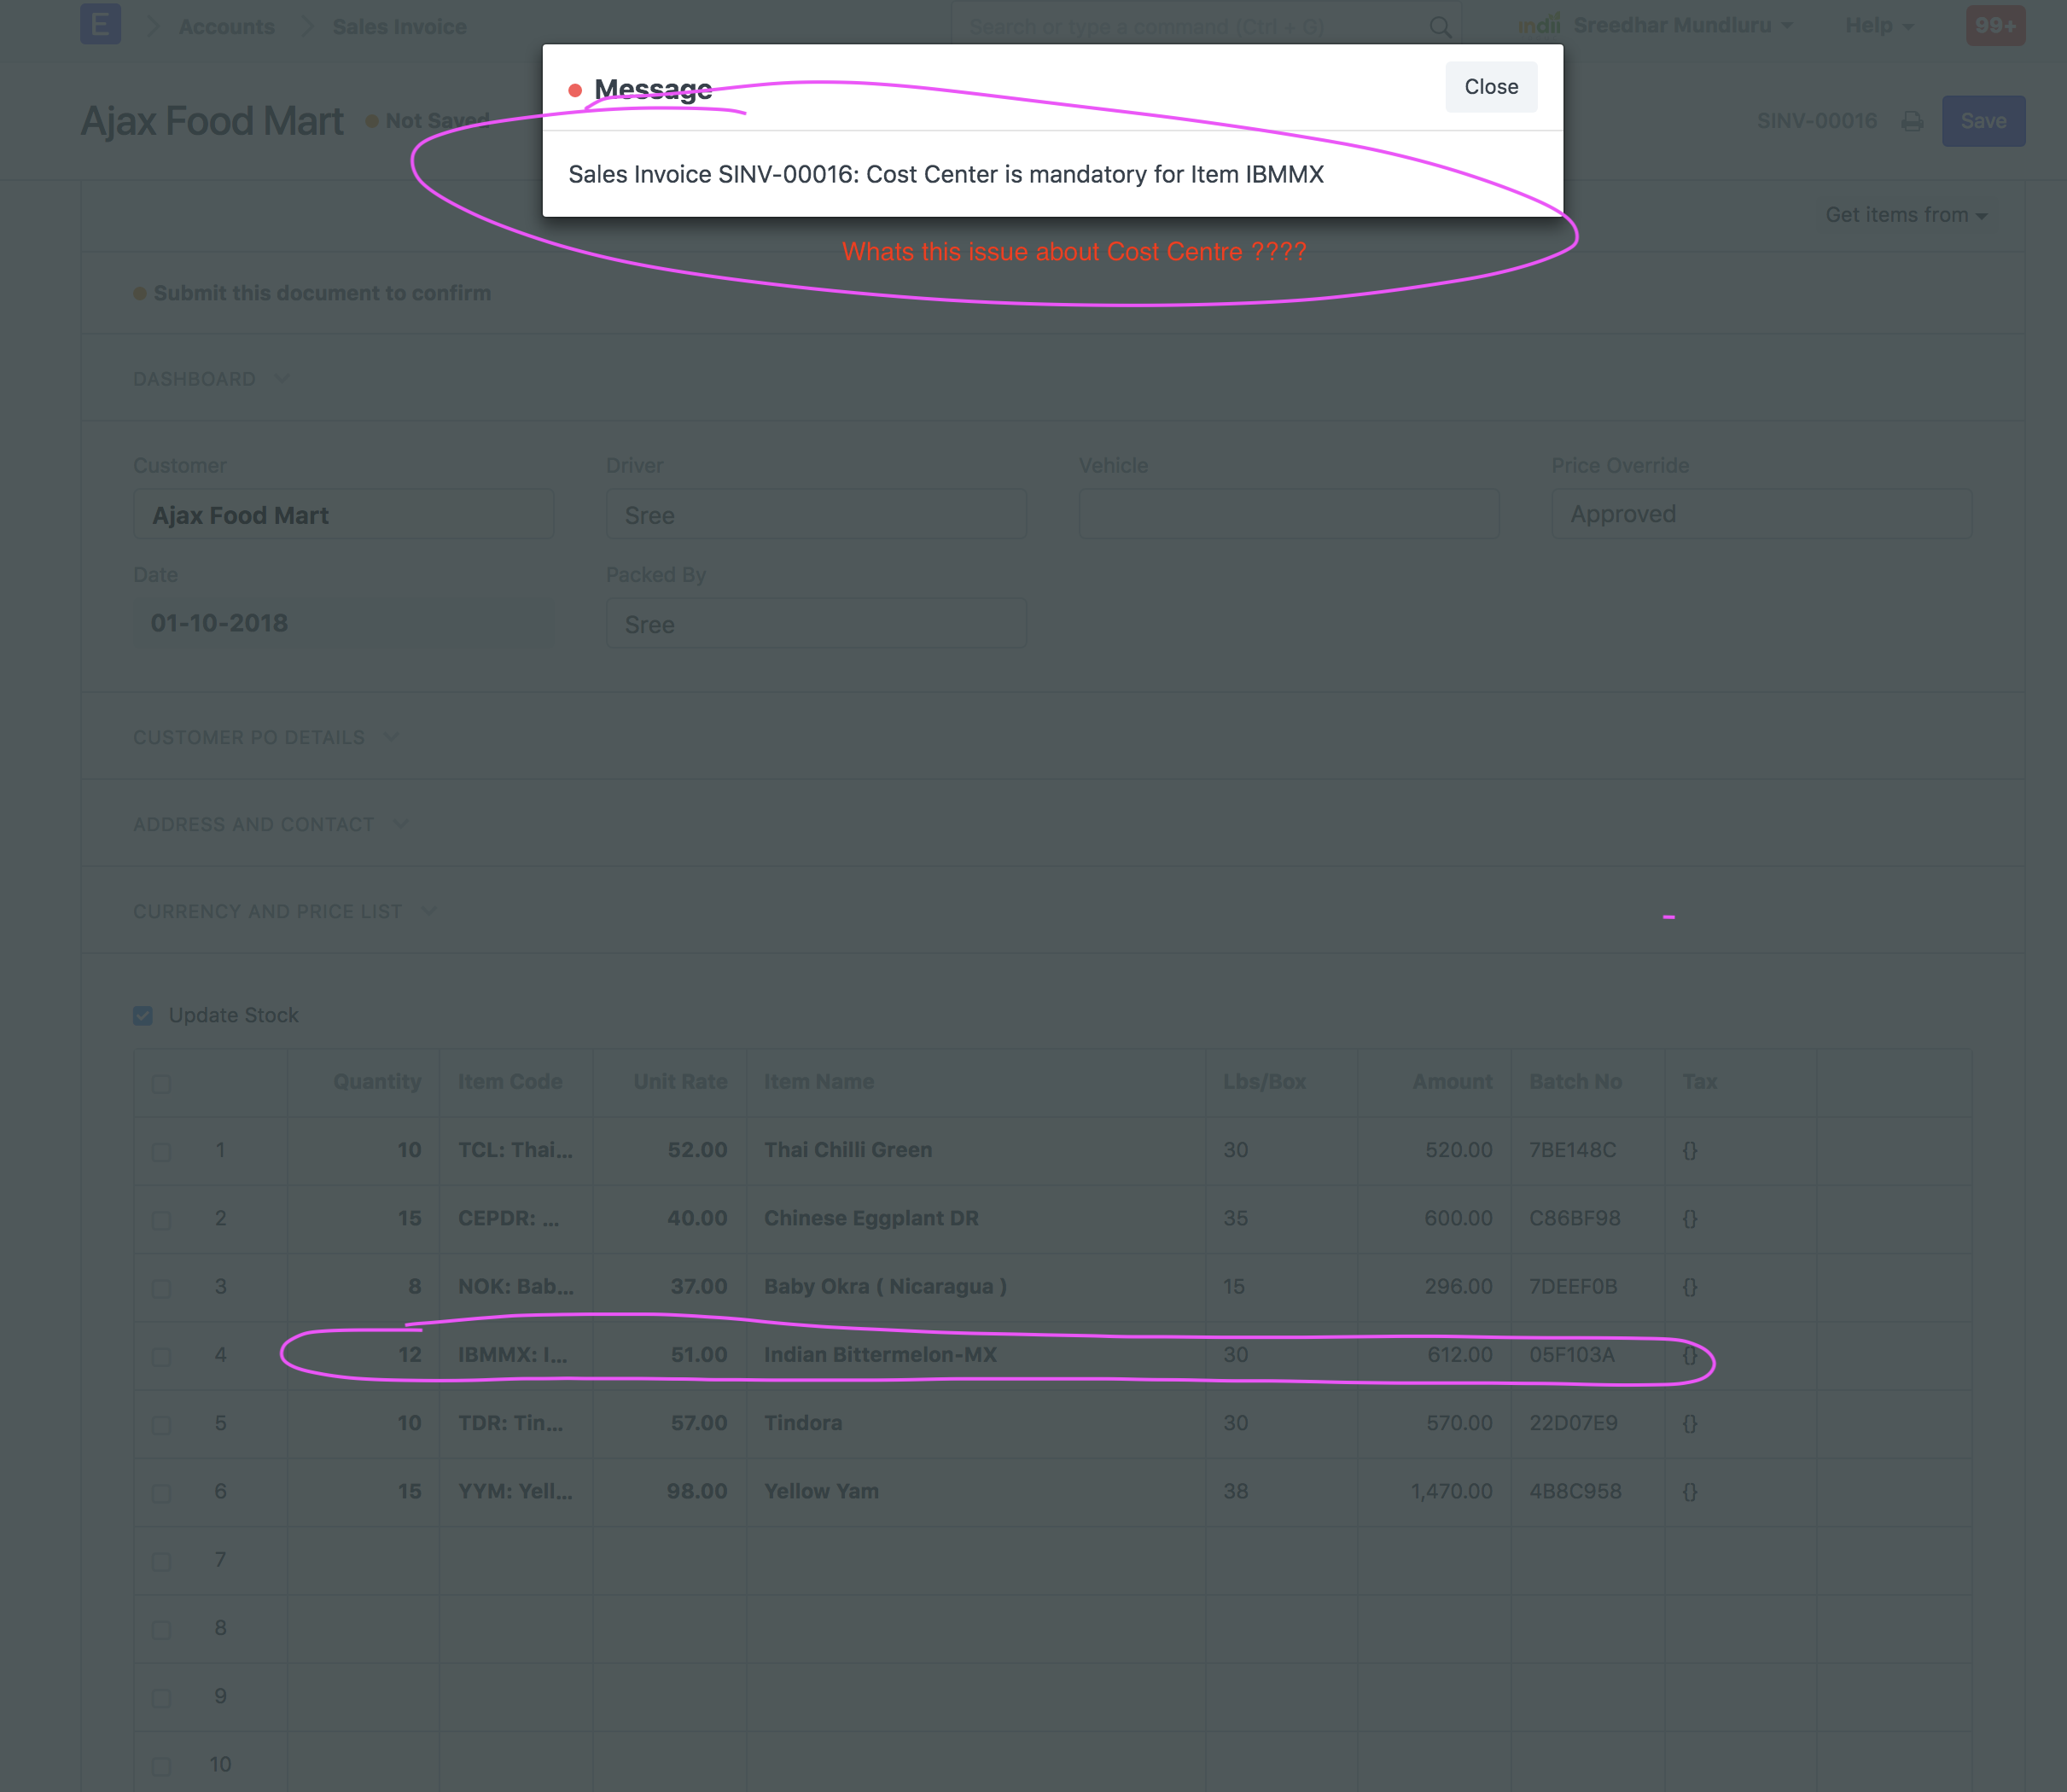 E > Accounts > Sales Invoice Search or type a command (Ctrl + G) indii Sreedhar Mundluru Help 99+
Message Close
Ajax Food Mart Not Saved SINV-00016 Save
Sales Invoice SINV-00016: Cost Center is mandatory for Item IBMMX
Get items from
Whats this issue about Cost Centre ????
Submit this document to confirm
DASHBOARD
Customer Driver Vehicle Price Override
Ajax Food Mart Sree Approved
Date Packed By
01-10-2018 Sree
CUSTOMER PO DETAILS
ADDRESS AND CONTACT
CURRENCY AND PRICE LIST
Update Stock
Quantity Item Code Unit Rate Item Name Lbs/Box Amount Batch No Tax
1 10 TCL: Thai... 52.00 Thai Chilli Green 30 520.00 7BE148C {}
2 15 CEPDR: ... 40.00 Chinese Eggplant DR 35 600.00 C86BF98 {}
3 8 NOK: Bab... 37.00 Baby Okra ( Nicaragua ) 15 296.00 7DEEF0B {}
4 12 IBMMX: I... 51.00 Indian Bittermelon-MX 30 612.00 05F103A {}
5 10 TDR: Tin... 57.00 Tindora 30 570.00 22D07E9 {}
6 15 YYM: Yell... 98.00 Yellow Yam 38 1,470.00 4B8C958 {}
7
8
9
10